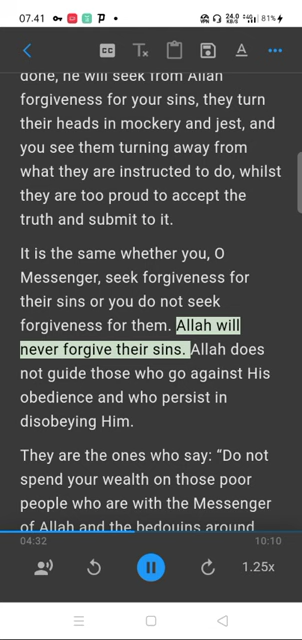 07.41
24.0
KB/S
4G
81%
CC
done, he will seek from Allah
forgiveness for your sins, they turn
their heads in mockery and jest, and
you see them turning away from
what they are instructed to do, whilst
they are too proud to accept the
truth and submit to it.
It is the same whether you, O
Messenger, seek forgiveness for
their sins or you do not seek
forgiveness for them. Allah will
never forgive their sins. Allah does
not guide those who go against His
obedience and who persist in
disobeying Him.
They are the ones who say: “Do not
spend your wealth on those poor
people who are with the Messenger
of Allah and the bedouins around
04:32
10:10
1.25x